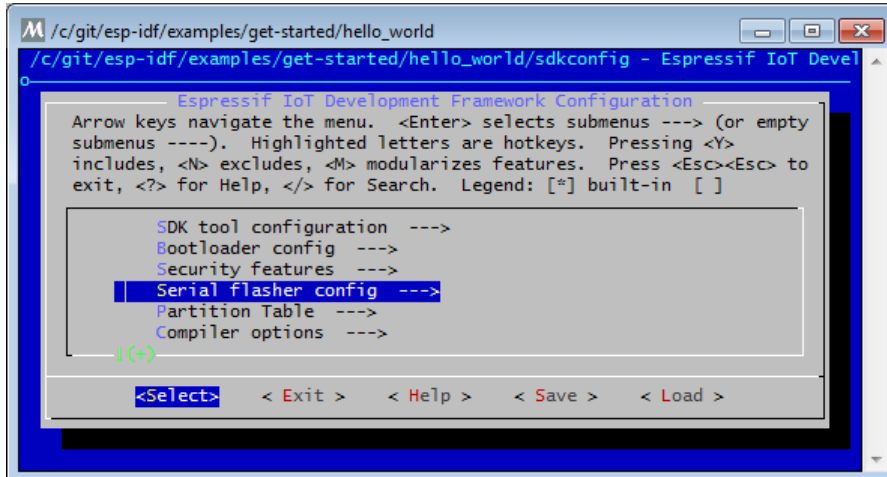 M /c/git/esp-idf/examples/get-started/hello_world
/c/git/esp-idf/examples/get-started/hello_world/sdkconfig - Espressif IoT Devel
Espressif IoT Development Framework Configuration
Arrow keys navigate the menu.  <Enter> selects submenus ---> (or empty
submenus ----).  Highlighted letters are hotkeys.  Pressing <Y>
includes, <N> excludes, <M> modularizes features.  Press <Esc><Esc> to
exit, <?> for Help, </> for Search.  Legend: [*] built-in  [ ]
SDK tool configuration  --->
Bootloader config  --->
Security features  --->
Serial flasher config  --->
Partition Table  --->
Compiler options  --->
↓(+)
<Select>    < Exit >    < Help >    < Save >    < Load >